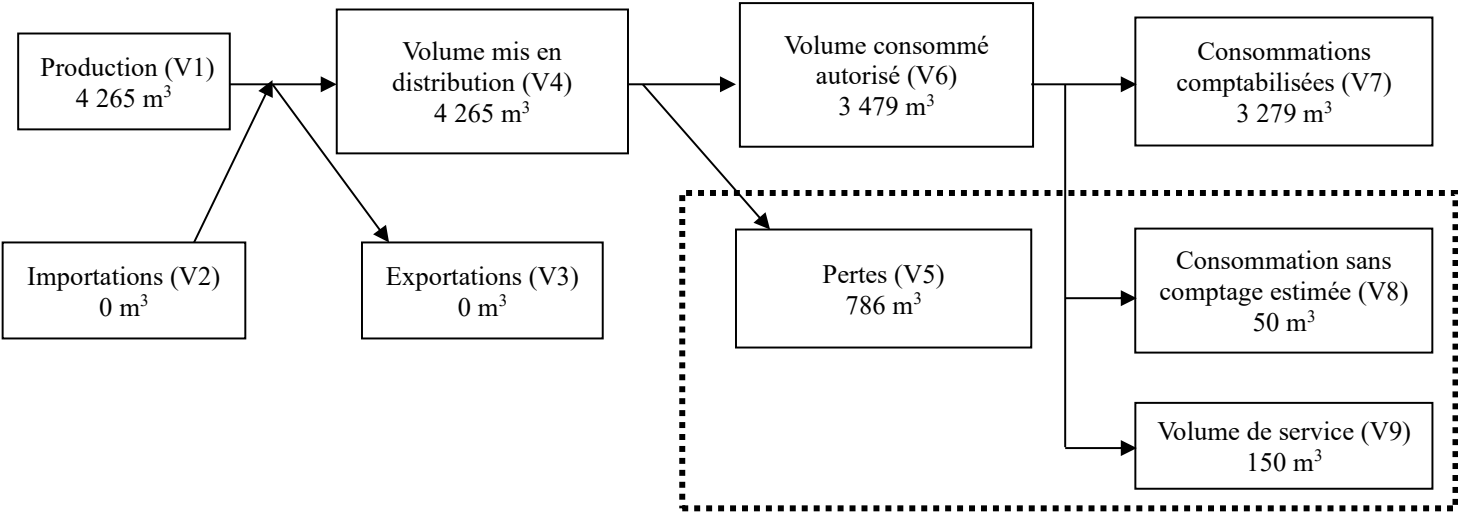 Production (V1)
4 265 m³
Volume mis en
distribution (V4)
4 265 m³
Volume consommé
autorisé (V6)
3 479 m³
Consommations
comptabilisées (V7)
3 279 m³
Importations (V2)
0 m³
Exportations (V3)
0 m³
Pertes (V5)
786 m³
Consommation sans
comptage estimée (V8)
50 m³
Volume de service (V9)
150 m³